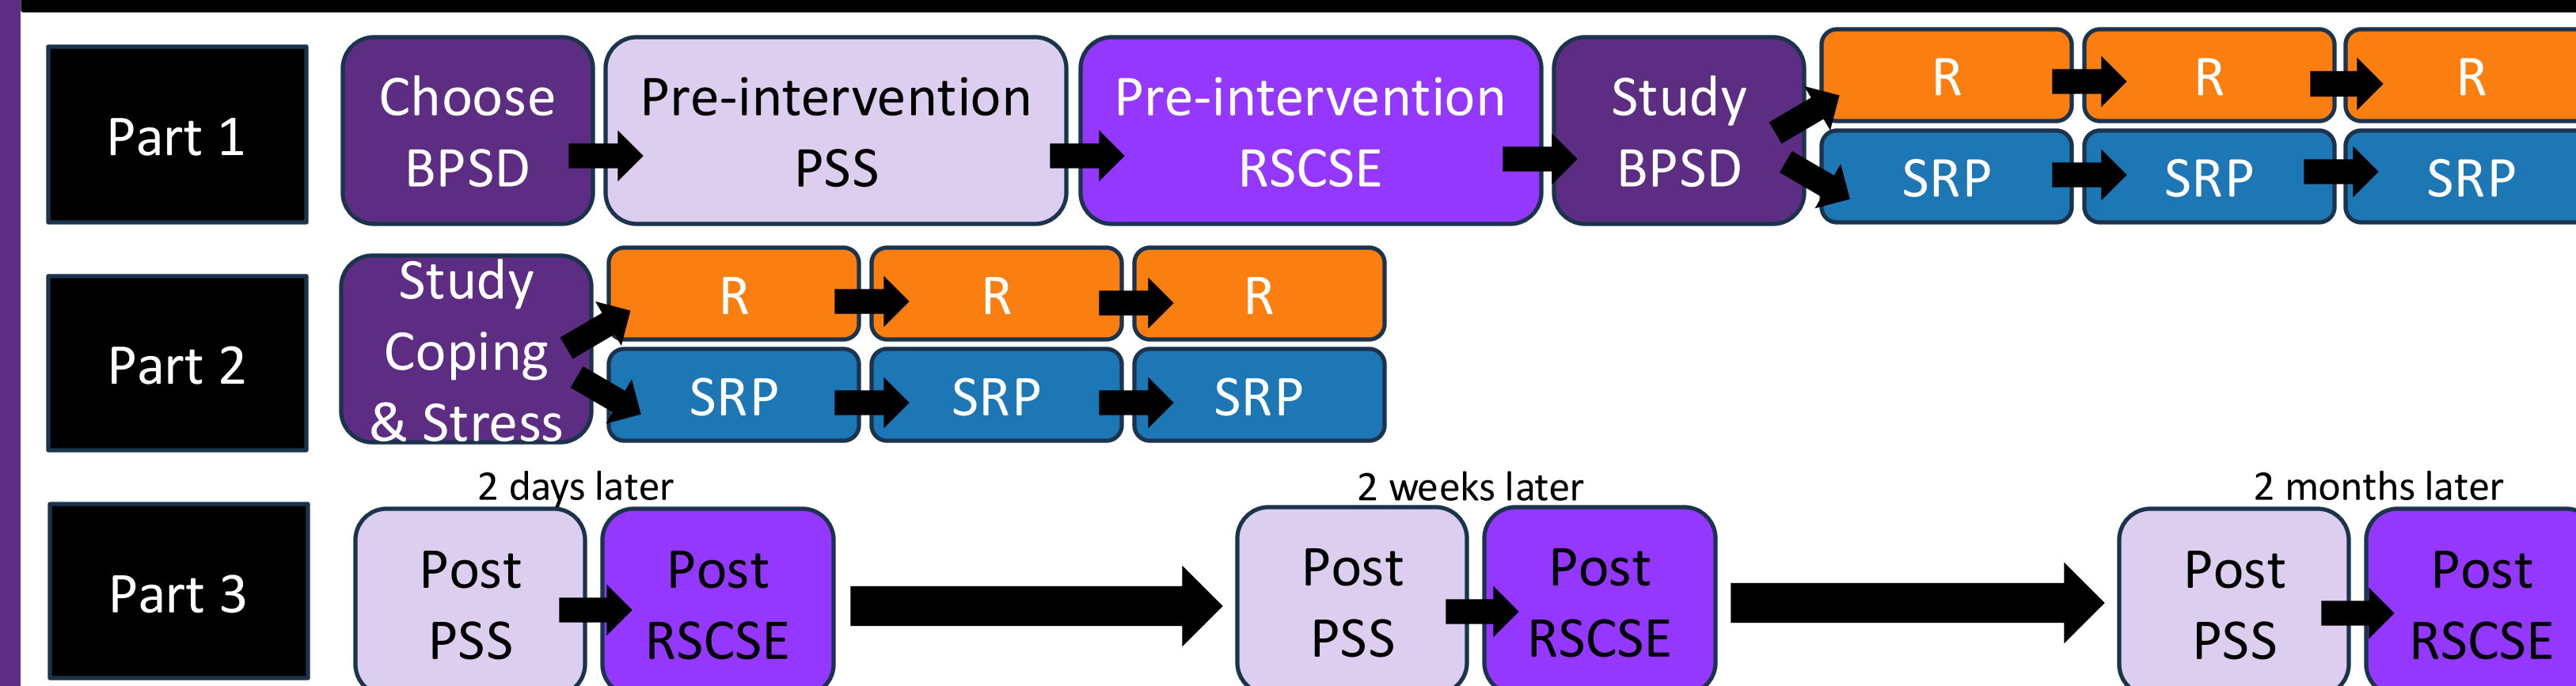 Part 1
Choose
BPSD
Pre-intervention
PSS
Pre-intervention
RSCSE
Study
BPSD
R
R
R
SRP
SRP
SRP
Part 2
Study
Coping
& Stress
R
R
R
SRP
SRP
SRP
Part 3
2 days later
Post
PSS
Post
RSCSE
2 weeks later
Post
PSS
Post
RSCSE
2 months later
Post
PSS
Post
RSCSE